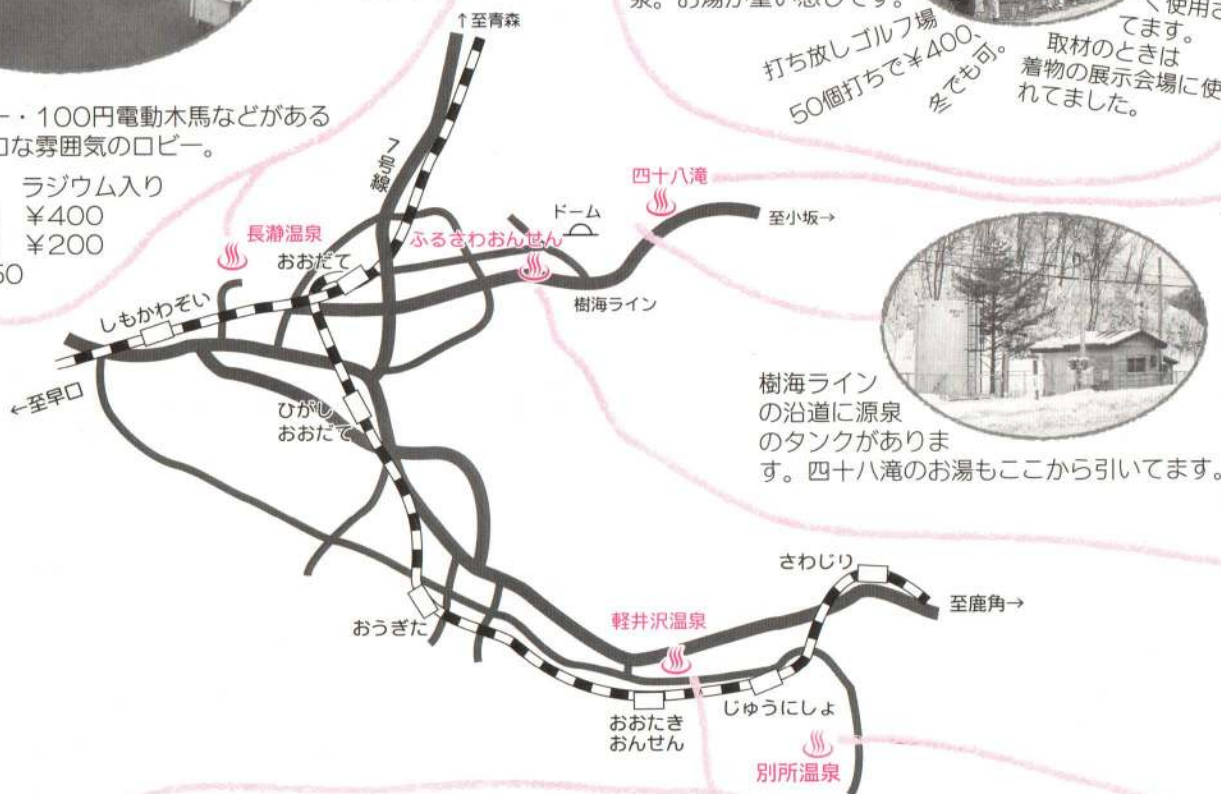 泉。お湯が重い感じです。
く使用さ
てます。
取材のときは
着物の展示会場に使
れてました。
打ち放しゴルフ場
50個打ちで¥400、
冬でも可。
ー・100円電動木馬などがある
な雰囲気のロビー。
ラジウム入り
¥400
¥200
50
↑至青森
7号線
四十八滝
至小坂→
ドーム
長瀞温泉
ふるさわおんせん
おおだて
樹海ライン
しもかわぞい
←至早口
ひがし
おおだて
樹海ライン
の沿道に源泉
のタンクがありま
す。四十八滝のお湯もここから引いてます。
さわじり
至鹿角→
おうぎた
軽井沢温泉
じゅうにしょ
おおたき
おんせん
別所温泉